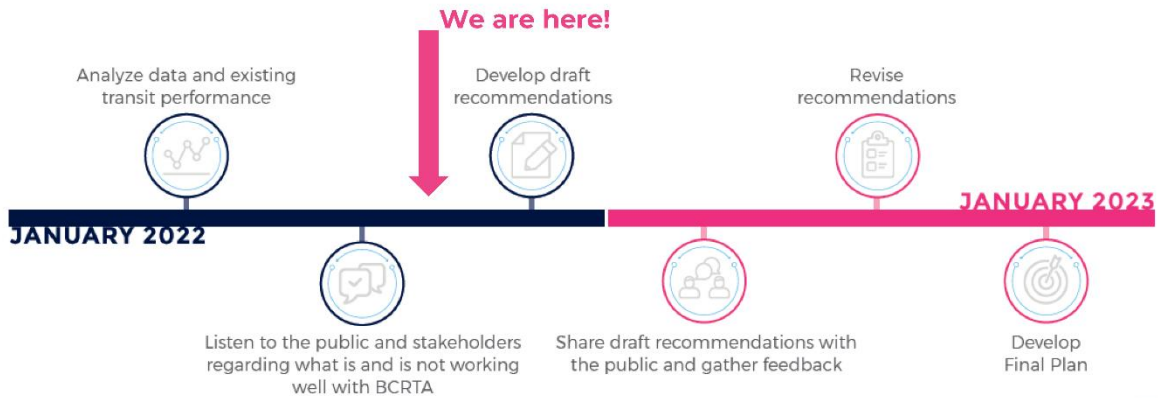 We are here!
Analyze data and existing
transit performance
Develop draft
recommendations
Revise
recommendations
JANUARY 2022
JANUARY 2023
Listen to the public and stakeholders
regarding what is and is not working
well with BCRTA
Share draft recommendations with
the public and gather feedback
Develop
Final Plan